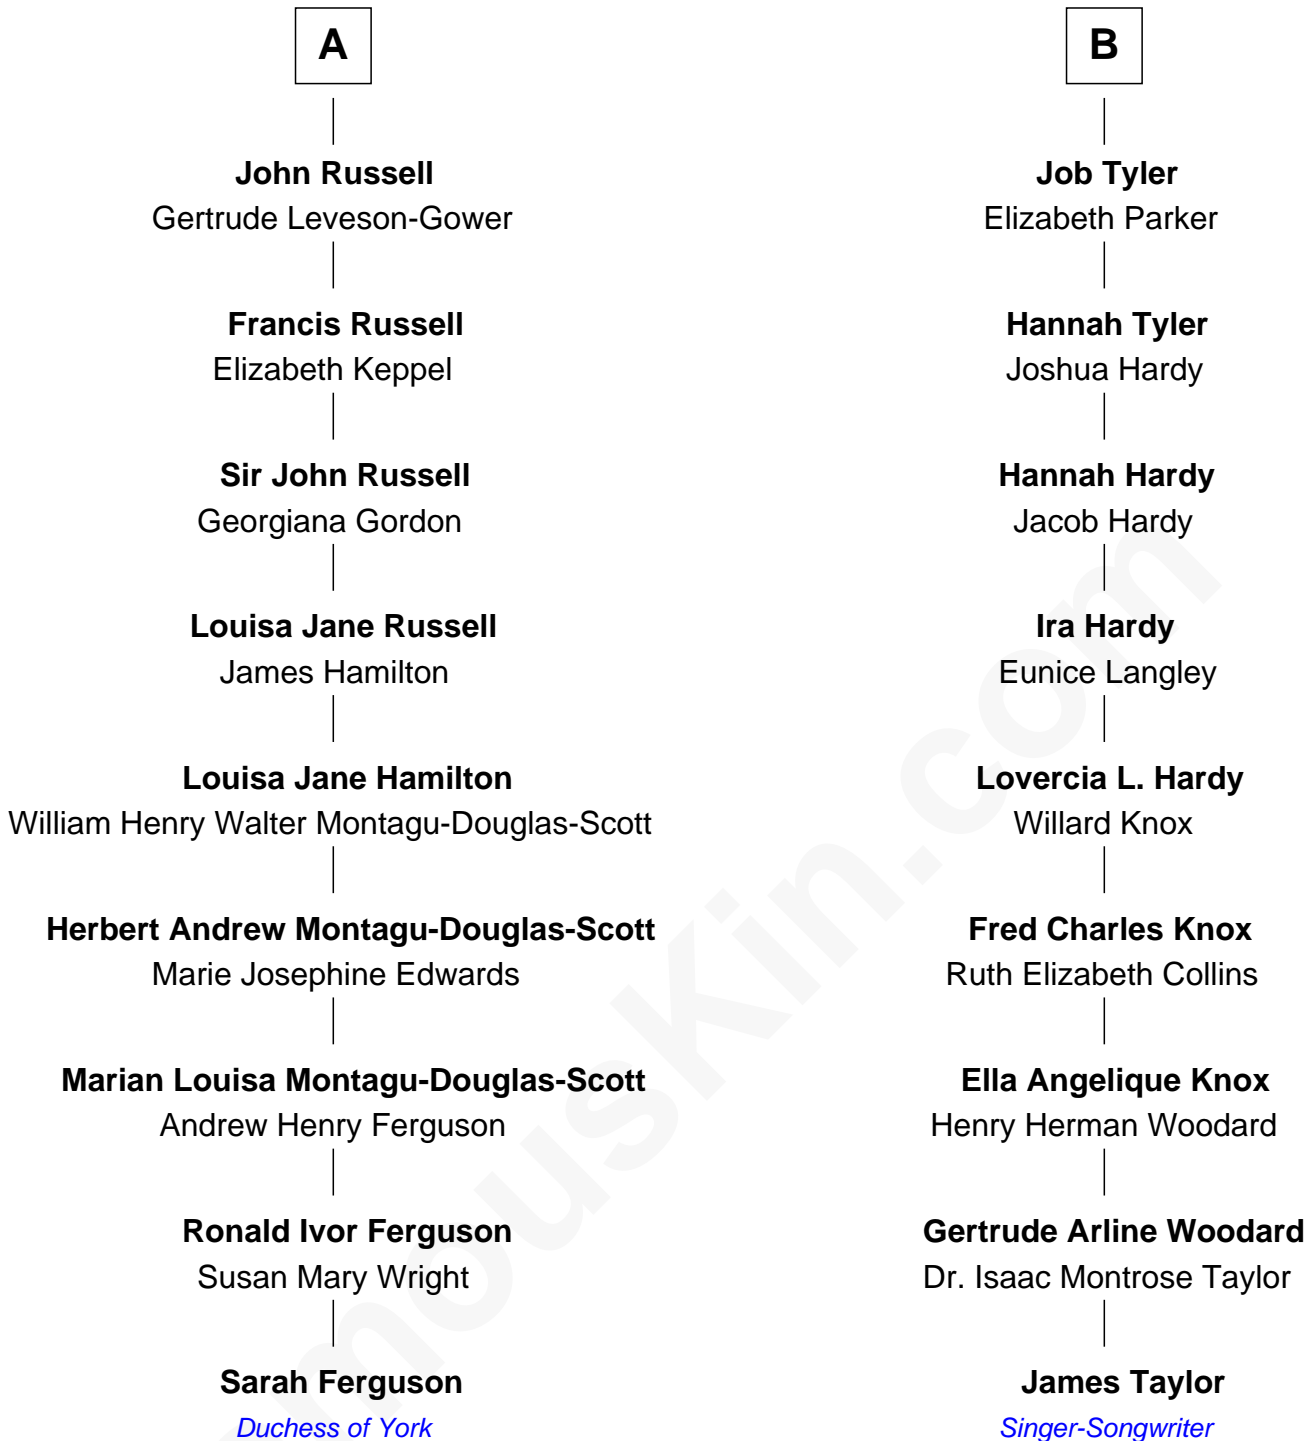 A
John Russell
Gertrude Leveson-Gower
Francis Russell
Elizabeth Keppel
Sir John Russell
Georgiana Gordon
Louisa Jane Russell
James Hamilton
Louisa Jane Hamilton
William Henry Walter Montagu-Douglas-Scott
Herbert Andrew Montagu-Douglas-Scott
Marie Josephine Edwards
Marian Louisa Montagu-Douglas-Scott
Andrew Henry Ferguson
Ronald Ivor Ferguson
Susan Mary Wright
Sarah Ferguson
Duchess of York
B
Job Tyler
Elizabeth Parker
Hannah Tyler
Joshua Hardy
Hannah Hardy
Jacob Hardy
Ira Hardy
Eunice Langley
Lovercia L. Hardy
Willard Knox
Fred Charles Knox
Ruth Elizabeth Collins
Ella Angelique Knox
Henry Herman Woodard
Gertrude Arline Woodard
Dr. Isaac Montrose Taylor
James Taylor
Singer-Songwriter
mouskin.com